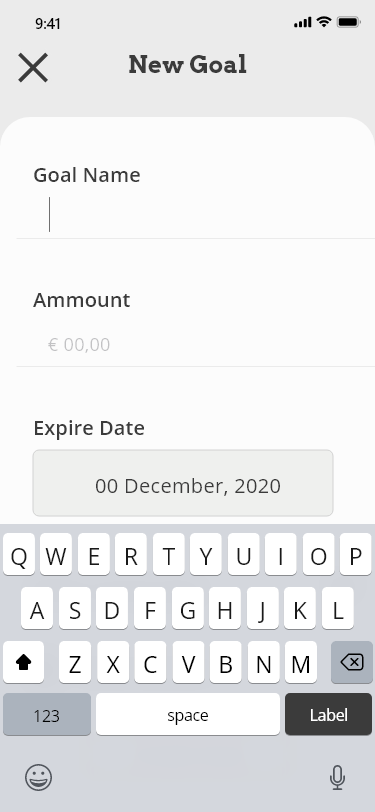 9:41
New Goal
Goal Name
Ammount
€ 00,00
Expire Date
00 December, 2020
Q W E R T Y U I O P
A S D F G H J K L
Z X C V B N M
123 space Label